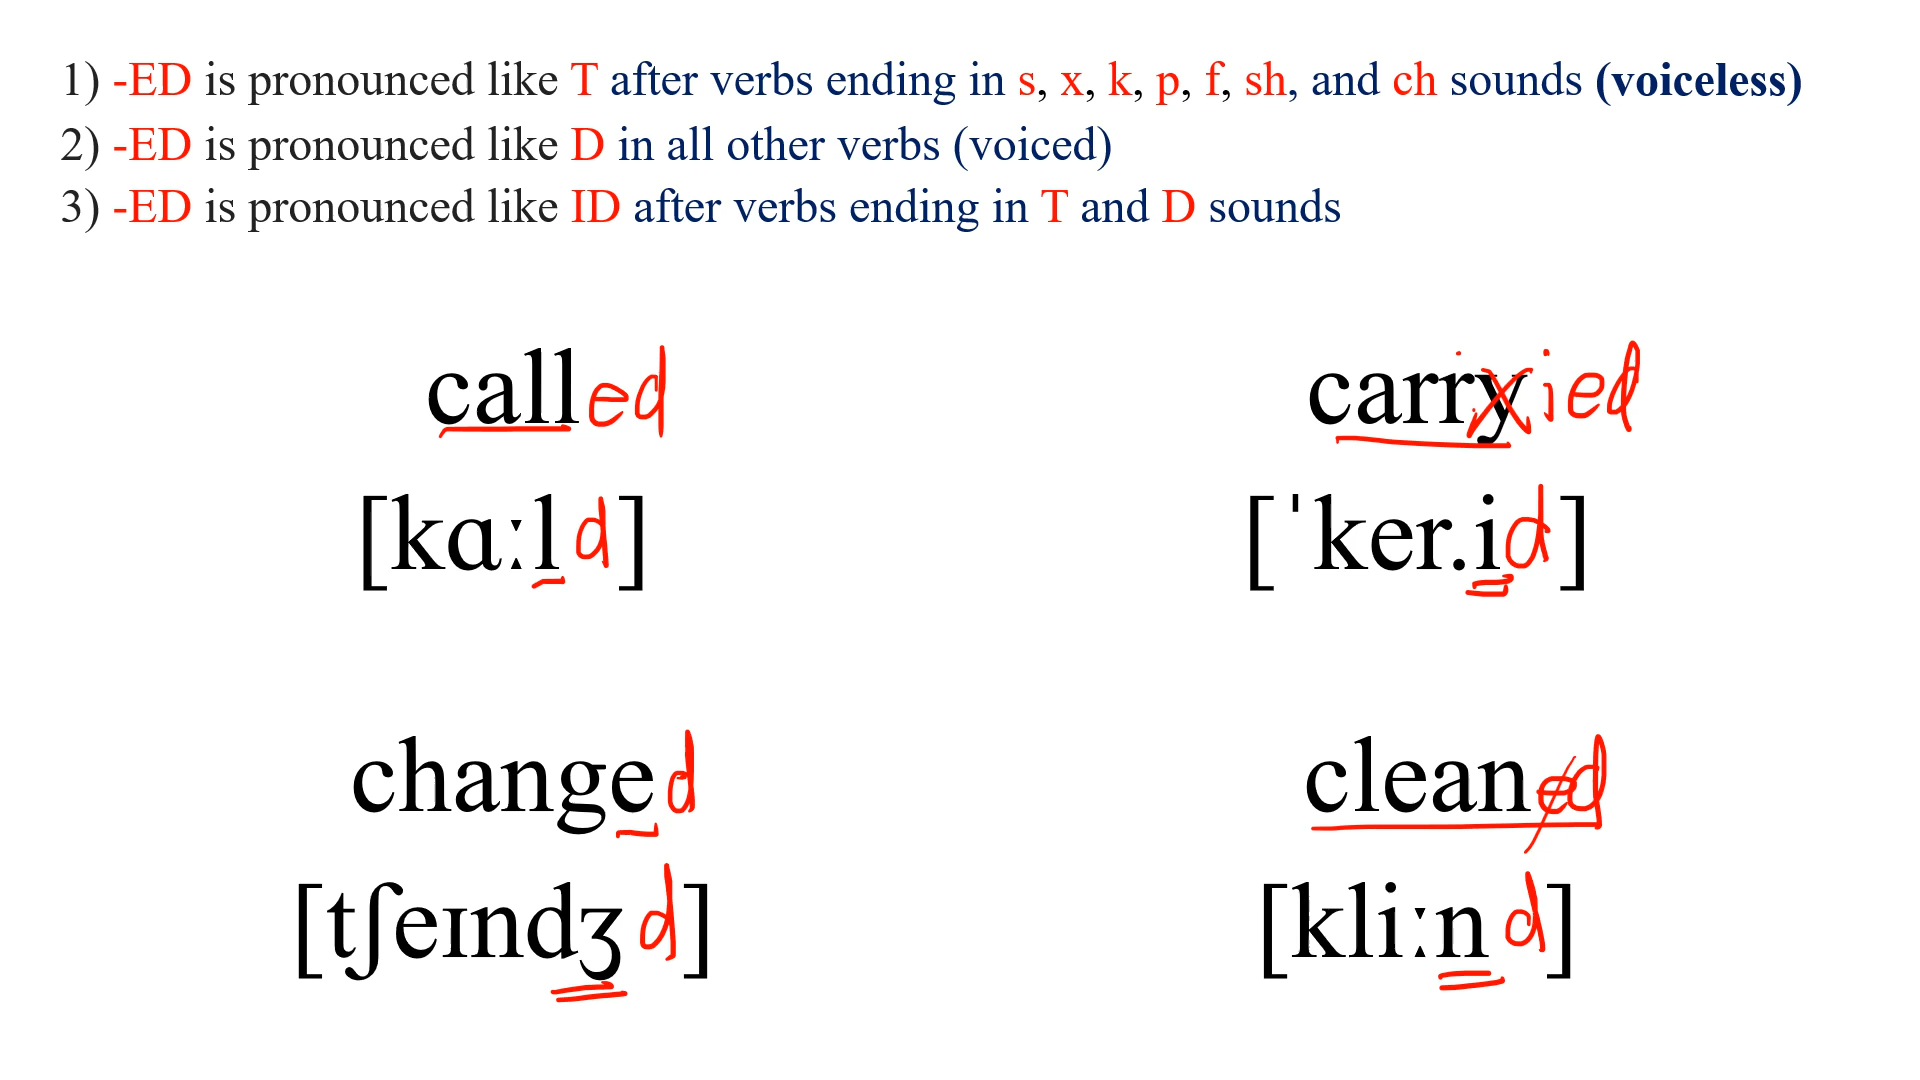 1) -ED is pronounced like T after verbs ending in s, x, k, p, f, sh, and ch sounds (voiceless)
2) -ED is pronounced like D in all other verbs (voiced)
3) -ED is pronounced like ID after verbs ending in T and D sounds
called
carryied
[kɑːld]
[ˈker.id]
changed
cleaned
[tʃeɪndʒd]
[kliːnd]